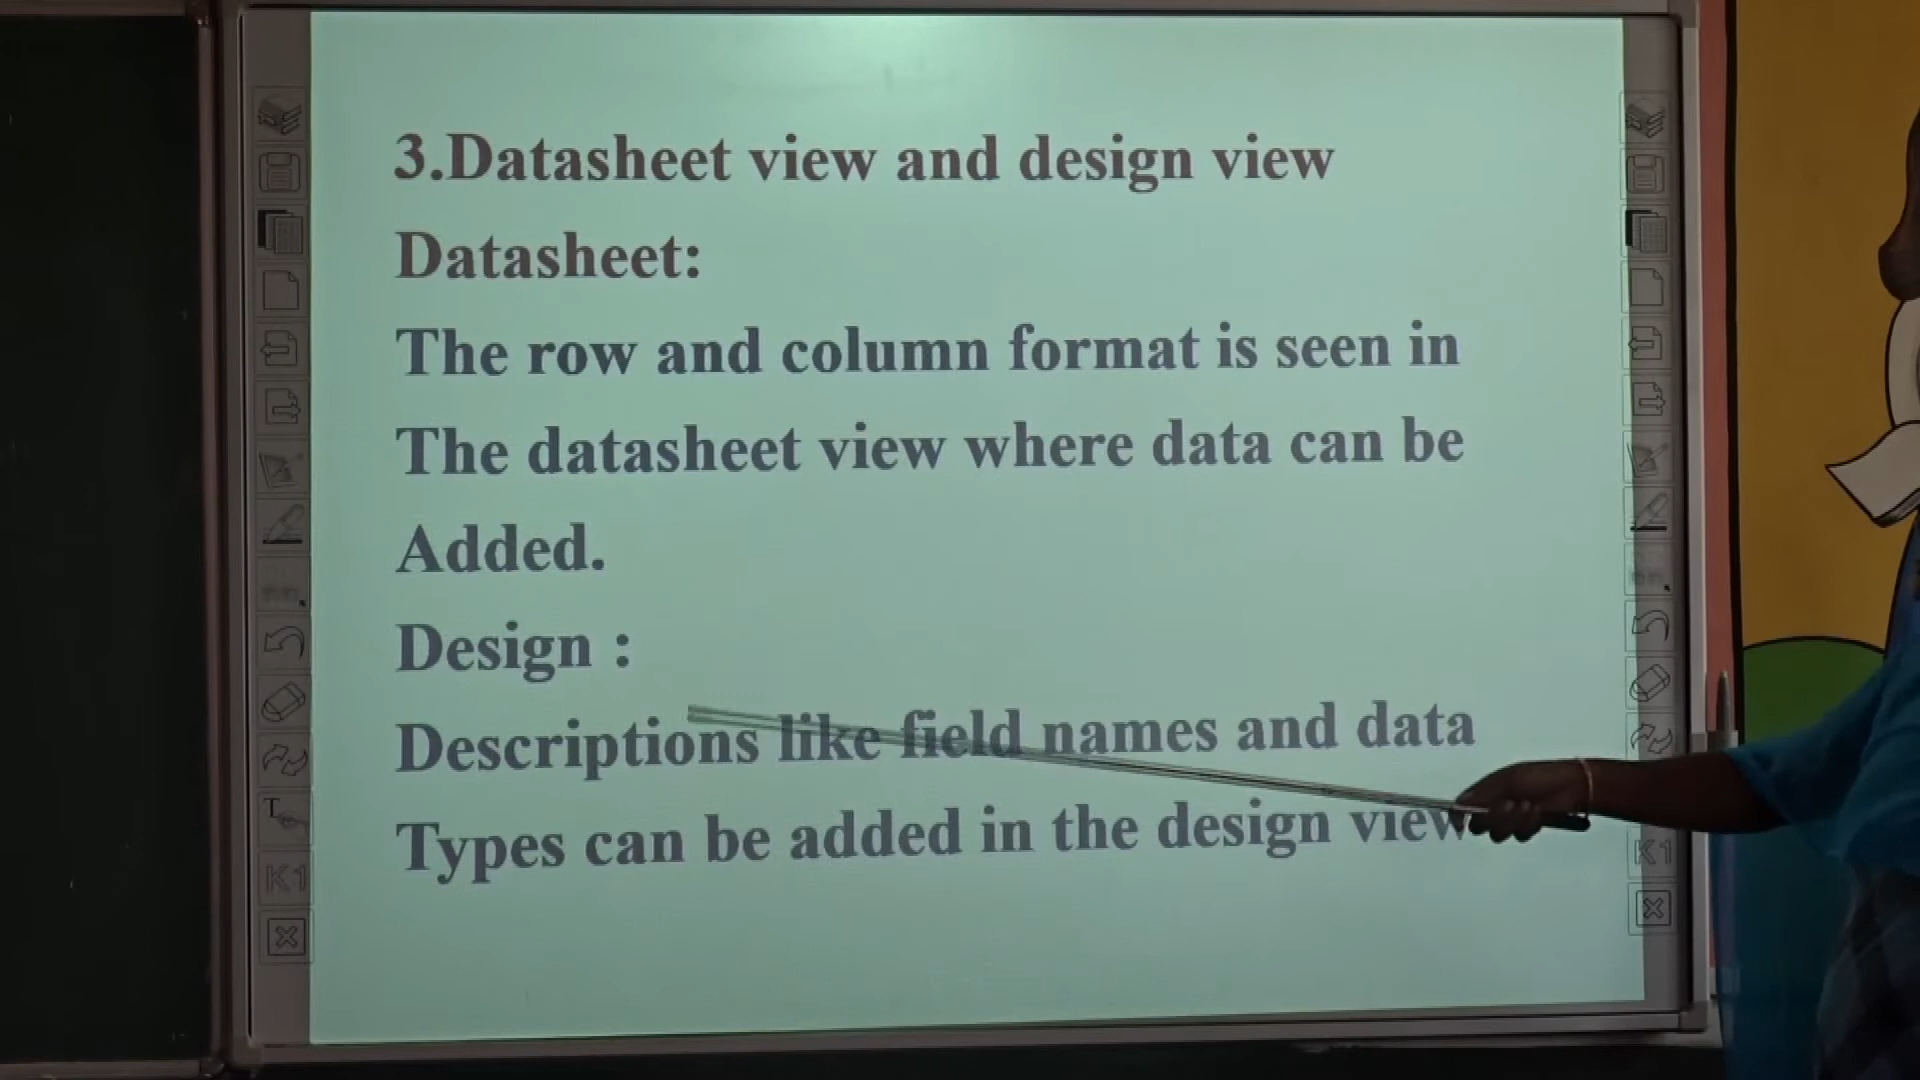 3.Datasheet view and design view
Datasheet:
The row and column format is seen in
The datasheet view where data can be
Added.
Design :
Descriptions like field names and data
Types can be added in the design view
T
K1
K1